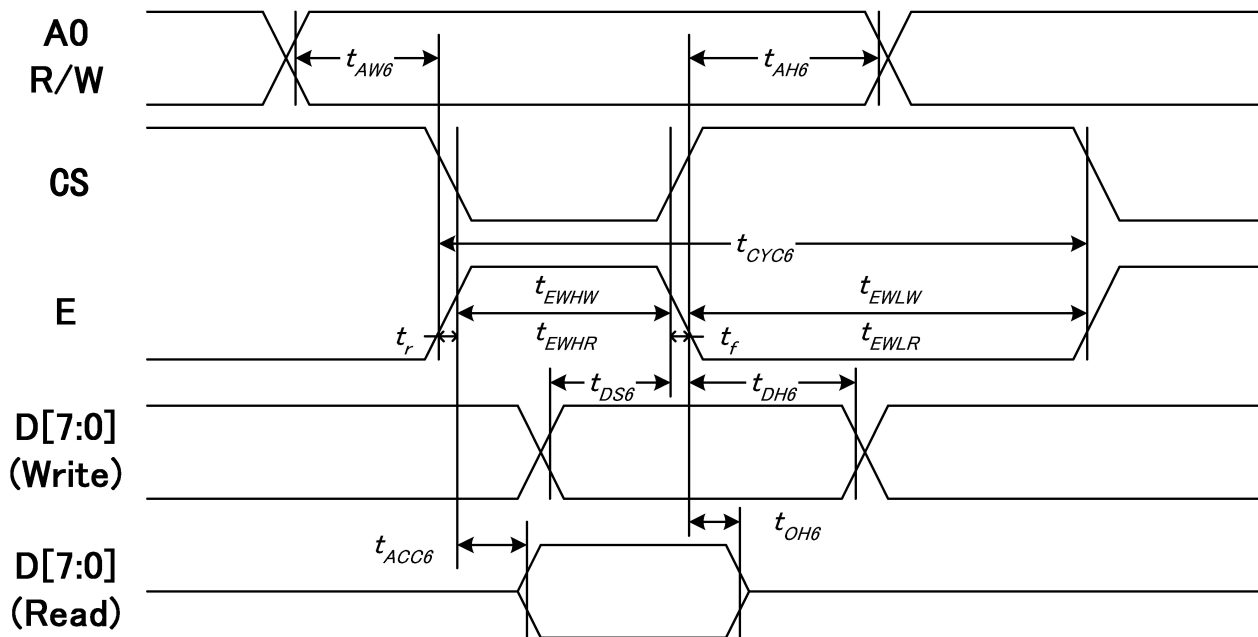 A0
R/W
t_AW6
t_AH6
CS
t_CYC6
E
t_EWHW
t_EWLW
t_r
t_EWHR
t_f
t_EWLR
t_DS6
t_DH6
D[7:0]
(Write)
t_OH6
t_ACC6
D[7:0]
(Read)